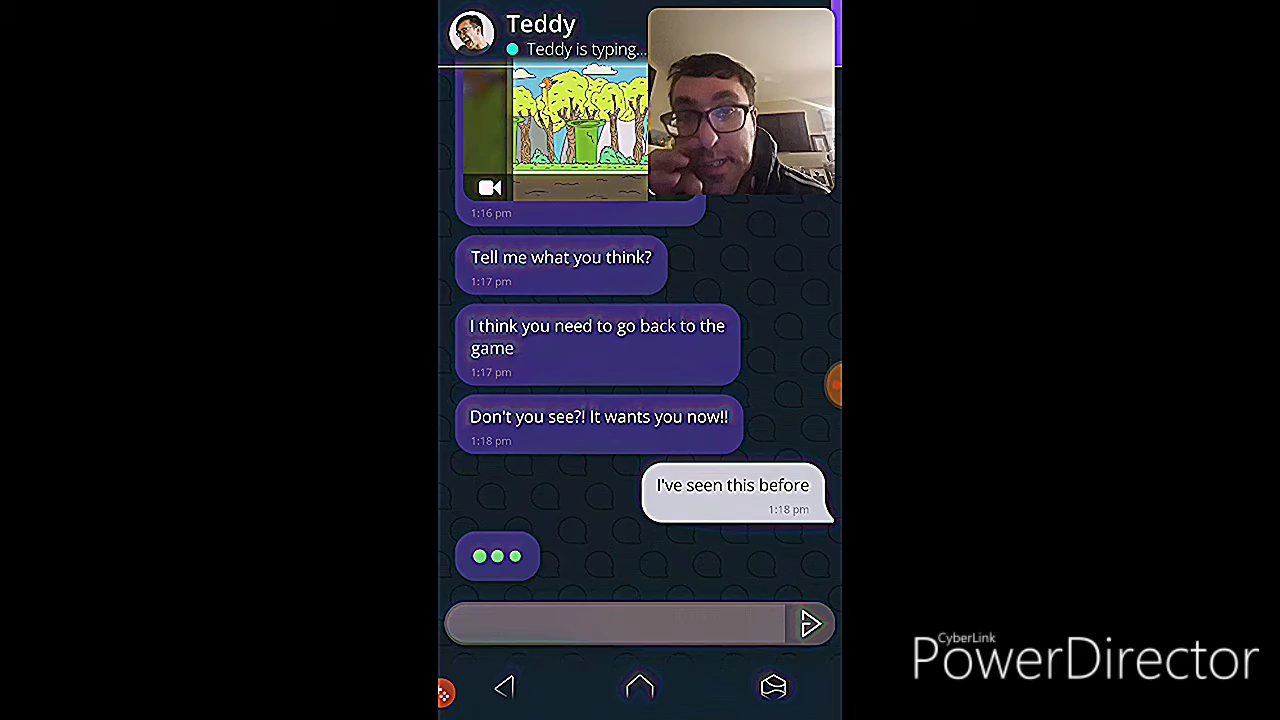 Teddy
Teddy is typing...
1:16 pm
Tell me what you think?
1:17 pm
I think you need to go back to the
game
1:17 pm
Don't you see?! It wants you now!!
1:18 pm
I've seen this before
1:18 pm
CyberLink
PowerDirector